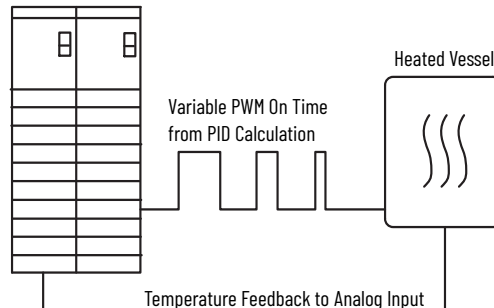 Heated Vessel
Variable PWM On Time
from PID Calculation
Temperature Feedback to Analog Input